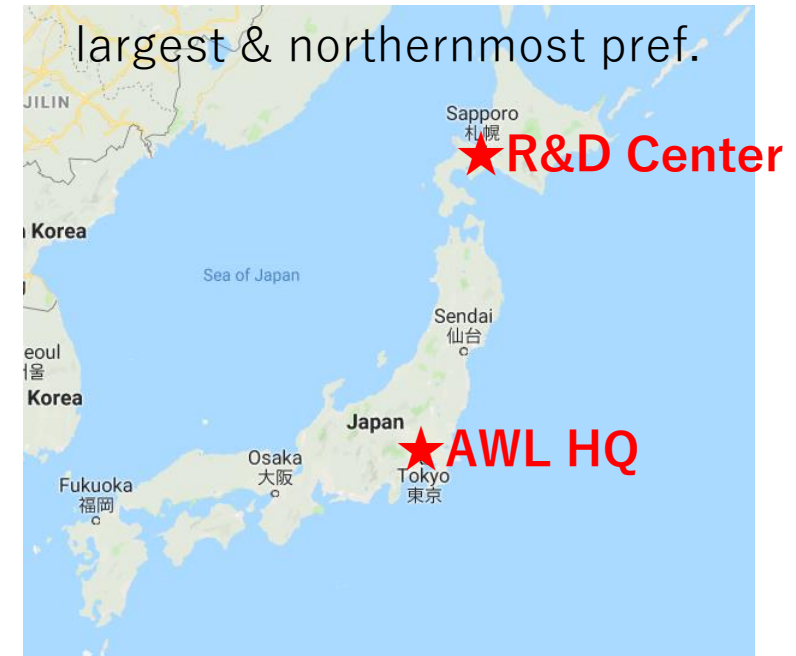 largest & northernmost pref.
JILIN
Sapporo
札幌
R&D Center
Korea
Sea of Japan
Sendai
仙台
eoul
울
Korea
Japan
AWL HQ
Osaka
大阪
Tokyo
東京
Fukuoka
福岡